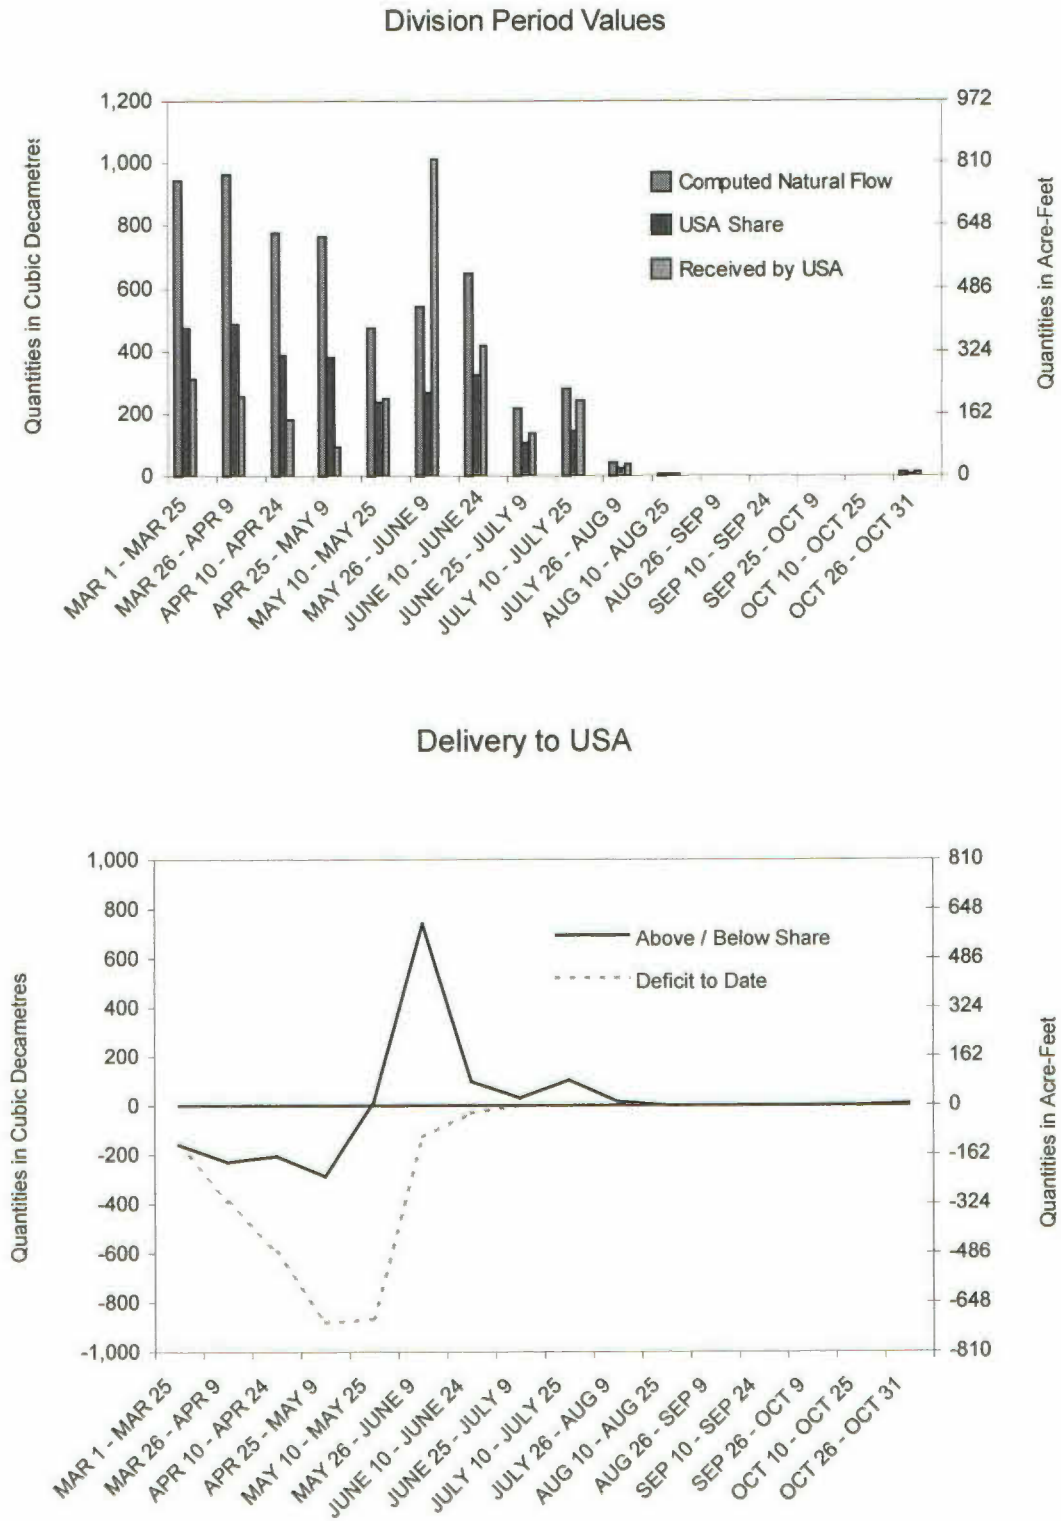 Division Period Values
Quantities in Cubic Decametres
1,200
1,000
800
600
400
200
0
972
810
648
486
324
162
0
Quantities in Acre-Feet
Computed Natural Flow
USA Share
Received by USA
MAR 1 - MAR 25
MAR 26 - APR 9
APR 10 - APR 24
APR 25 - MAY 9
MAY 10 - MAY 25
MAY 26 - JUNE 9
JUNE 10 - JUNE 24
JUNE 25 - JULY 9
JULY 10 - JULY 25
JULY 26 - AUG 9
AUG 10 - AUG 25
AUG 26 - SEP 9
SEP 10 - SEP 24
SEP 25 - OCT 9
OCT 10 - OCT 25
OCT 26 - OCT 31
Delivery to USA
Quantities in Cubic Decametres
1,000
800
600
400
200
0
-200
-400
-600
-800
-1,000
810
648
486
324
162
0
-162
-324
-486
-648
-810
Quantities in Acre-Feet
Above / Below Share
Deficit to Date
MAR 1 - MAR 25
MAR 26 - APR 9
APR 10 - APR 24
APR 25 - MAY 9
MAY 10 - MAY 25
MAY 26 - JUNE 9
JUNE 10 - JUNE 24
JUNE 25 - JULY 9
JULY 10 - JULY 25
JULY 26 - AUG 9
AUG 10 - AUG 25
AUG 26 - SEP 9
SEP 10 - SEP 24
SEP 26 - OCT 9
OCT 10 - OCT 25
OCT 26 - OCT 31